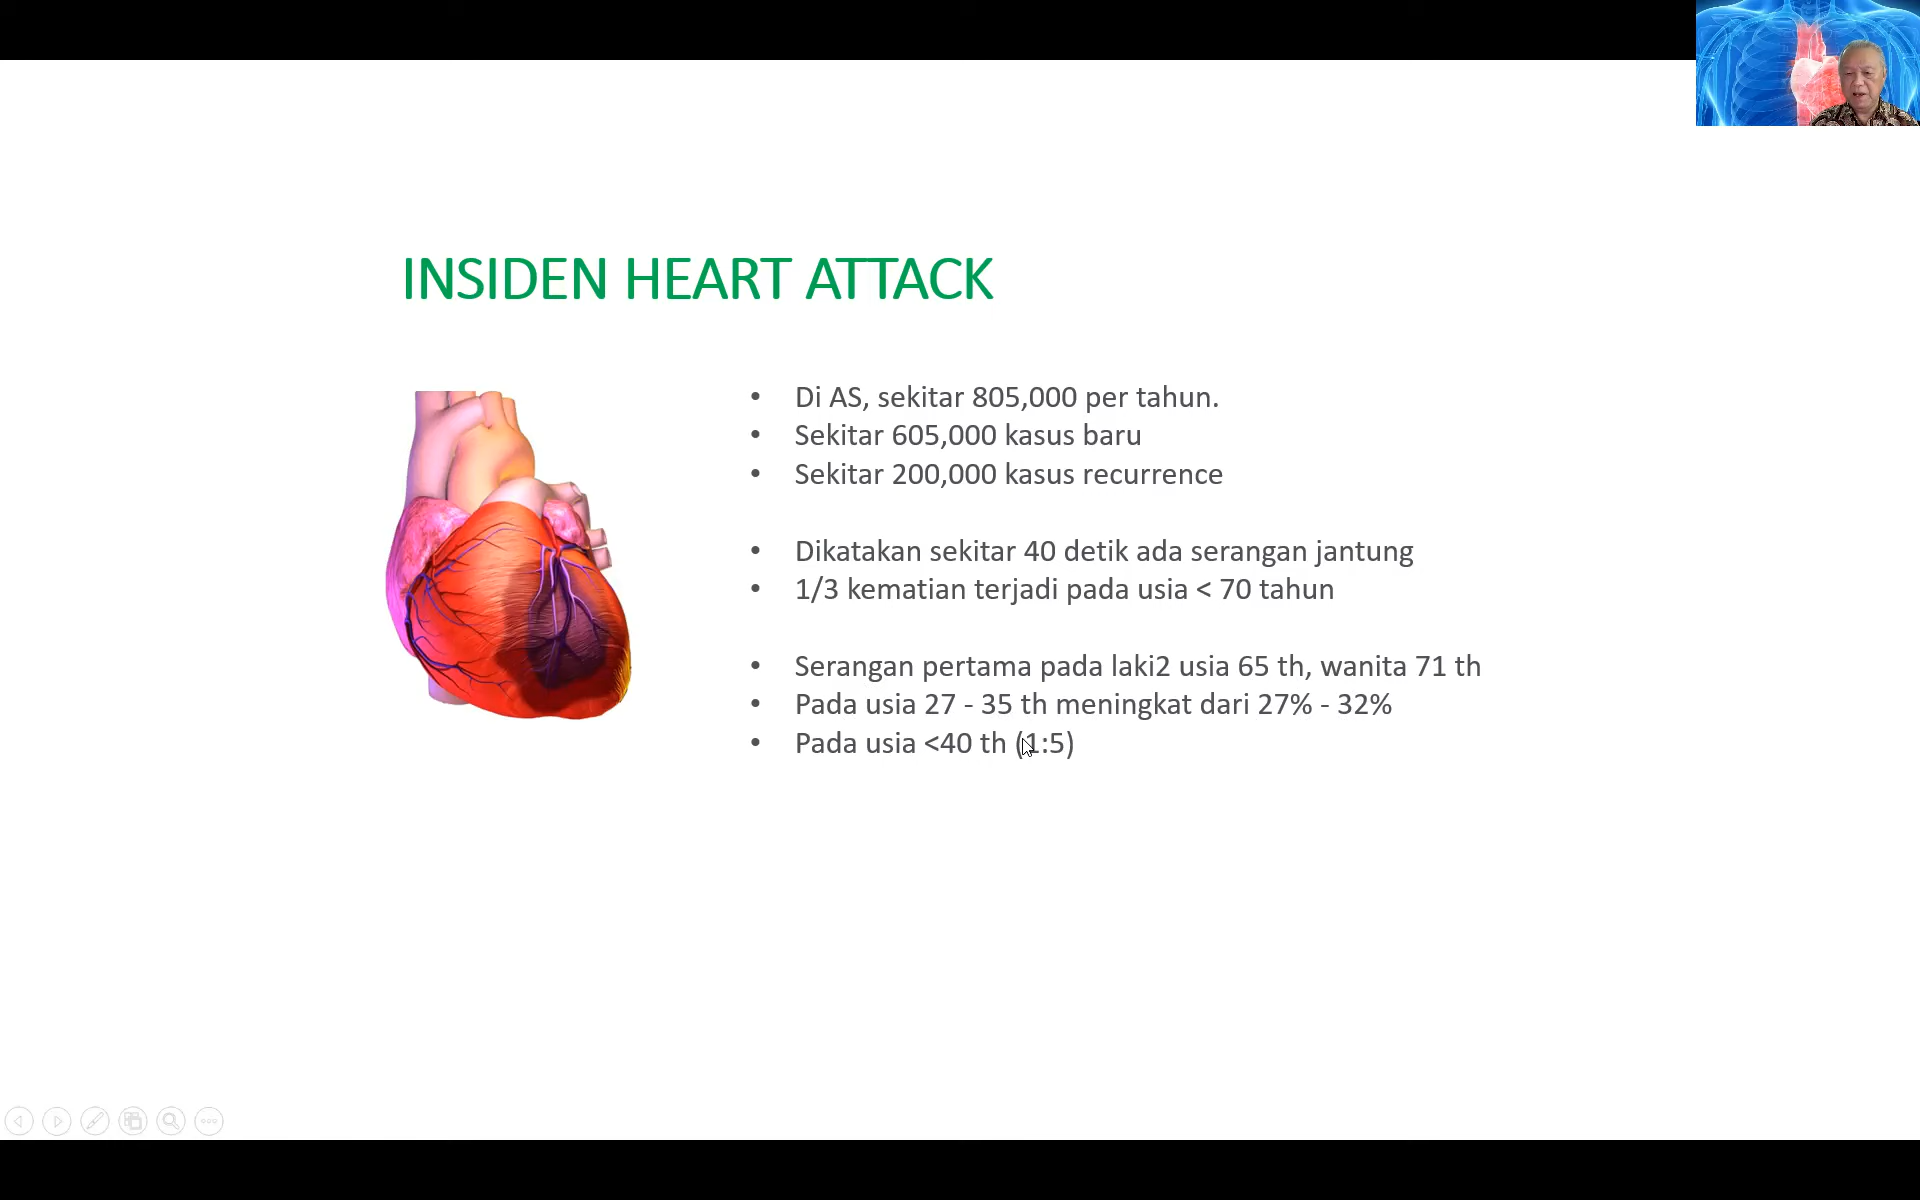 INSIDEN HEART ATTACK
• Di AS, sekitar 805,000 per tahun.
• Sekitar 605,000 kasus baru
• Sekitar 200,000 kasus recurrence
• Dikatakan sekitar 40 detik ada serangan jantung
• 1/3 kematian terjadi pada usia < 70 tahun
• Serangan pertama pada laki2 usia 65 th, wanita 71 th
• Pada usia 27 - 35 th meningkat dari 27% - 32%
• Pada usia <40 th (1:5)